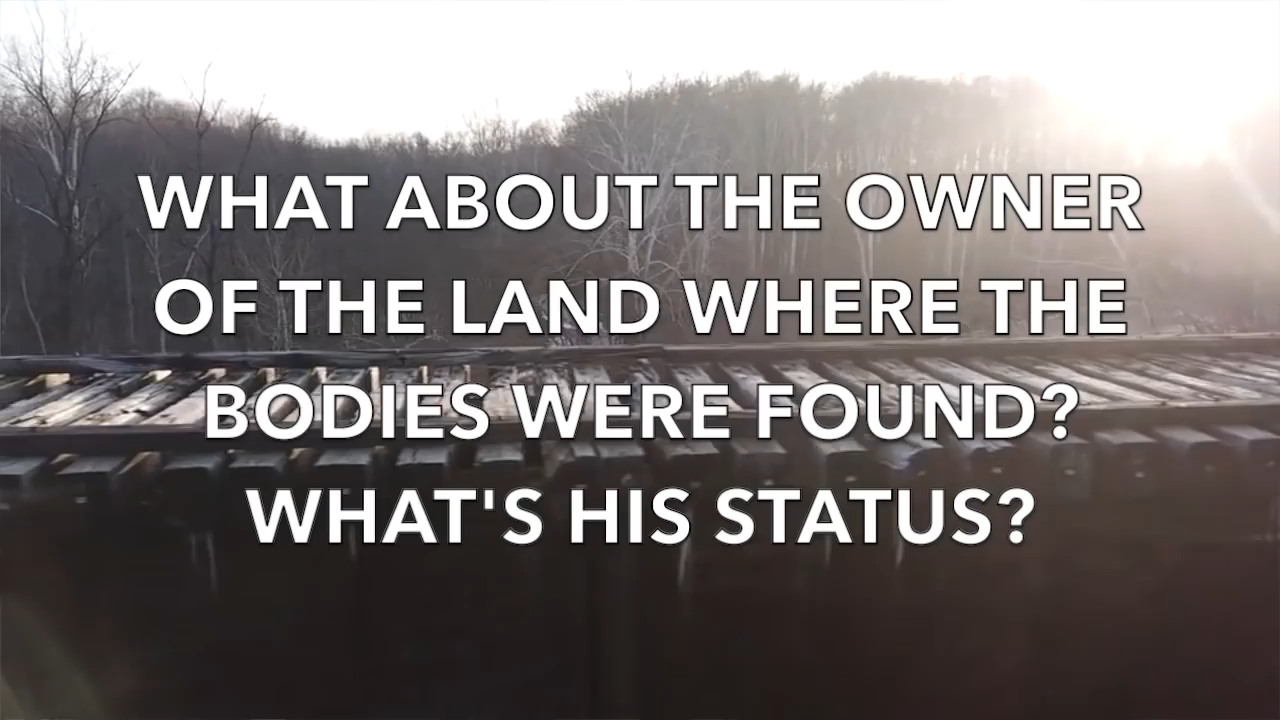 WHAT ABOUT THE OWNER
OF THE LAND WHERE THE
BODIES WERE FOUND?
WHAT'S HIS STATUS?